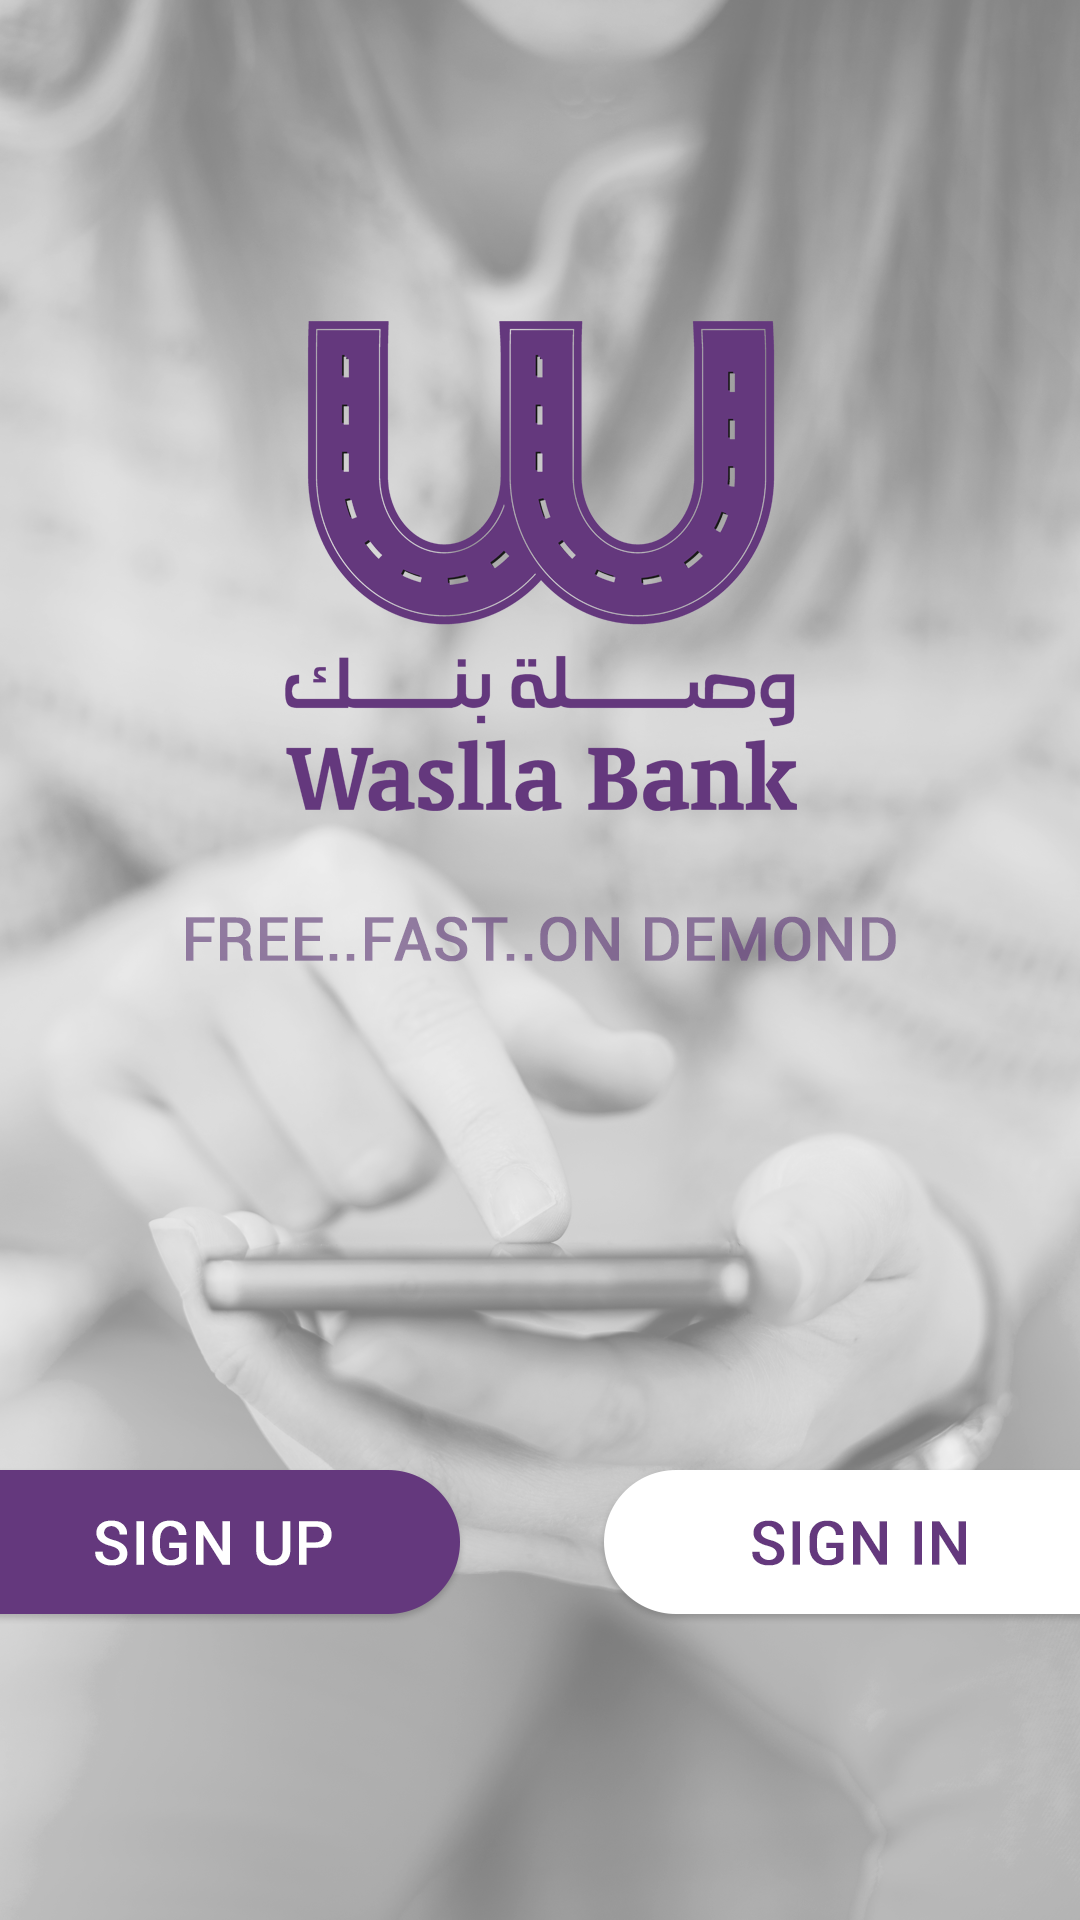 وصلة بنك
Waslla Bank
FREE..FAST..ON DEMOND
SIGN UP
SIGN IN